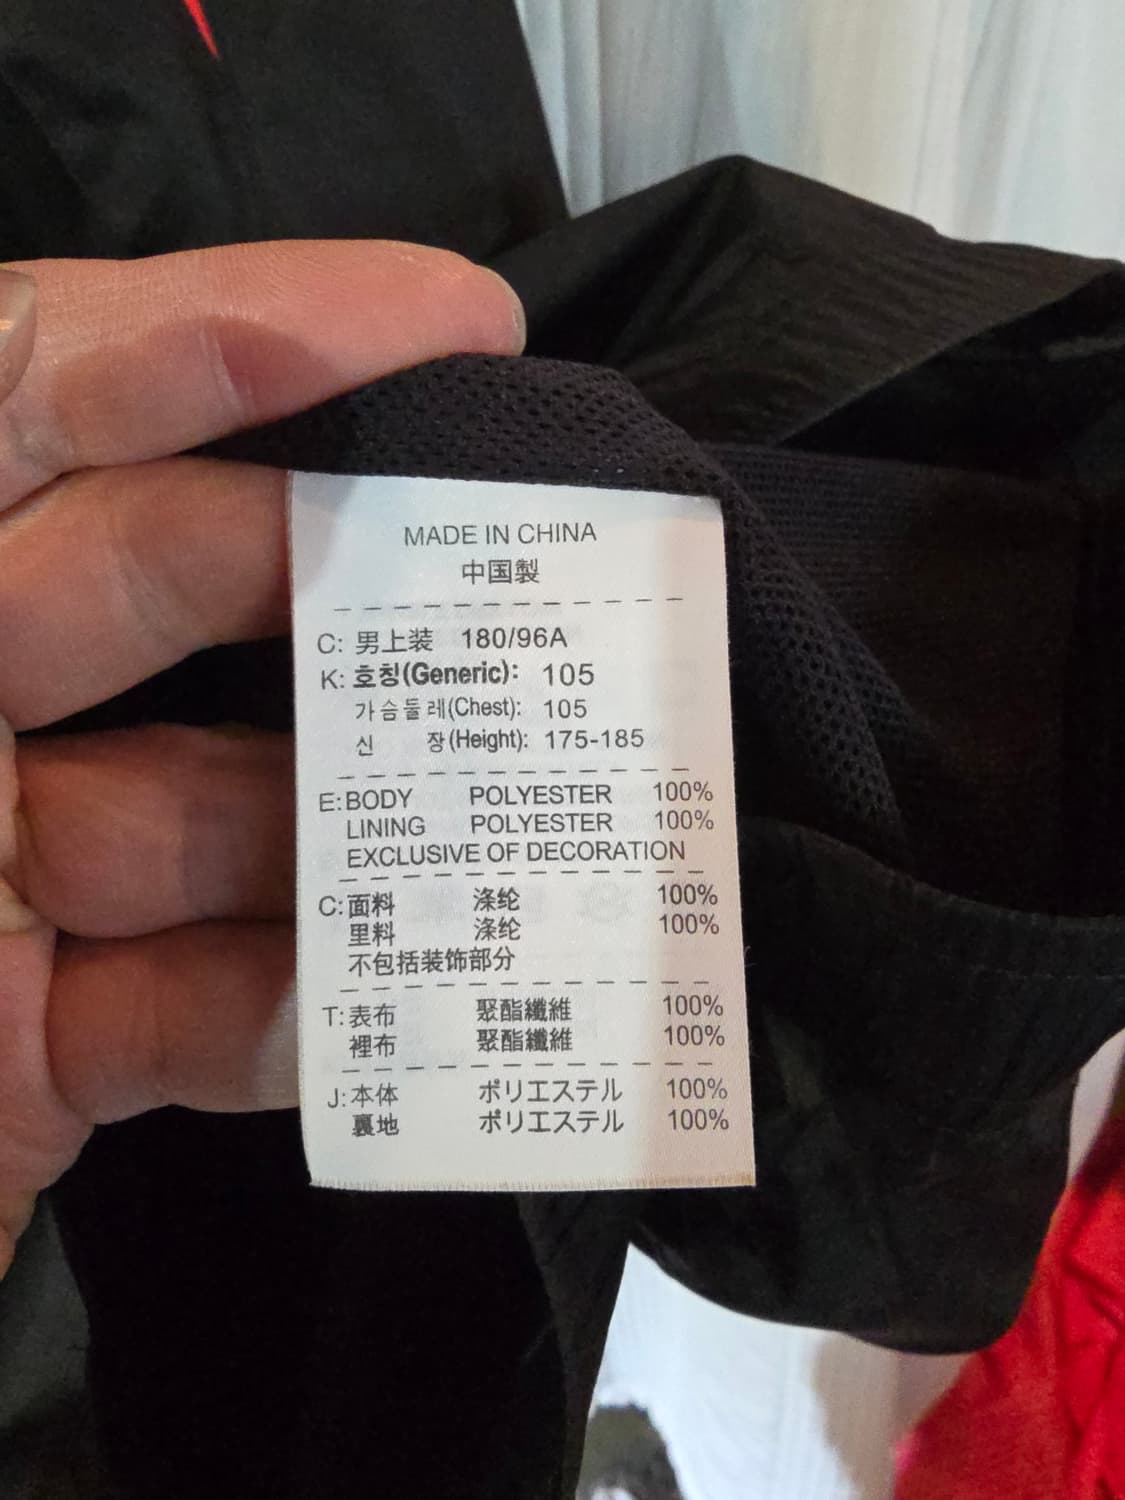 MADE IN CHINA
中国製
C: 男上装 180/96A
K: 호칭(Generic): 105
가슴둘레(Chest): 105
신 장(Height): 175-185
E: BODY POLYESTER 100%
LINING POLYESTER 100%
EXCLUSIVE OF DECORATION
C: 面料 涤纶 100%
里料 涤纶 100%
不包括装饰部分
T: 表布 聚酯纖維 100%
裡布 聚酯纖維 100%
J: 本体 ポリエステル 100%
裏地 ポリエステル 100%